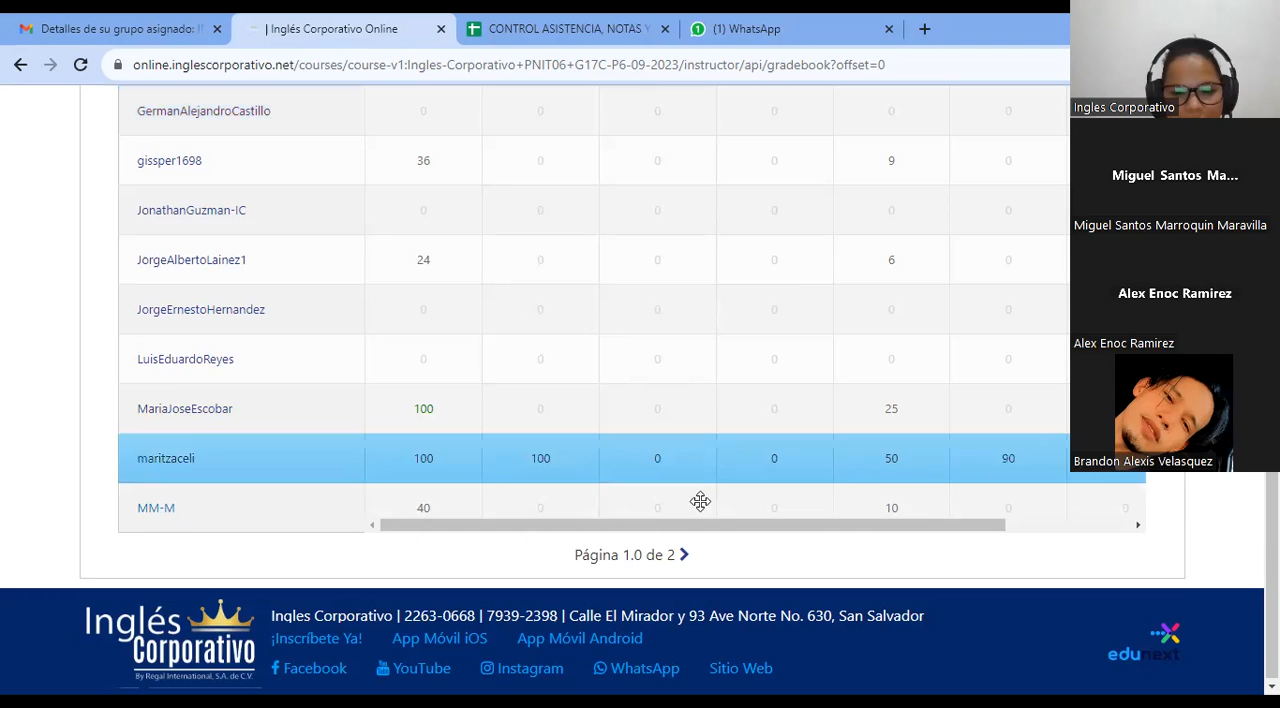 Detalles de su grupo asignado: I
| Inglés Corporativo Online
CONTROL ASISTENCIA, NOTAS Y
(1) WhatsApp
online.inglescorporativo.net/courses/course-v1:Ingles-Corporativo+PNIT06+G17C-P6-09-2023/instructor/api/gradebook?offset=0
GermanAlejandroCastillo 0 0 0 0 0 0
gissper1698 36 0 0 0 9 0
JonathanGuzman-IC 0 0 0 0 0 0
JorgeAlbertoLainez1 24 0 0 0 6 0
JorgeErnestoHernandez 0 0 0 0 0 0
LuisEduardoReyes 0 0 0 0 0 0
MariaJoseEscobar 100 0 0 0 25 0
maritzaceli 100 100 0 0 50 90
MM-M 40 0 0 0 10 0 0
Página 1.0 de 2
Inglés Corporativo
By Regal International, S.A. de C.V.
Ingles Corporativo | 2263-0668 | 7939-2398 | Calle El Mirador y 93 Ave Norte No. 630, San Salvador
¡Inscríbete Ya! App Móvil iOS App Móvil Android
Facebook YouTube Instagram WhatsApp Sitio Web
edunext
Ingles Corporativo
Miguel Santos Ma...
Miguel Santos Marroquin Maravilla
Alex Enoc Ramirez
Alex Enoc Ramirez
Brandon Alexis Velasquez